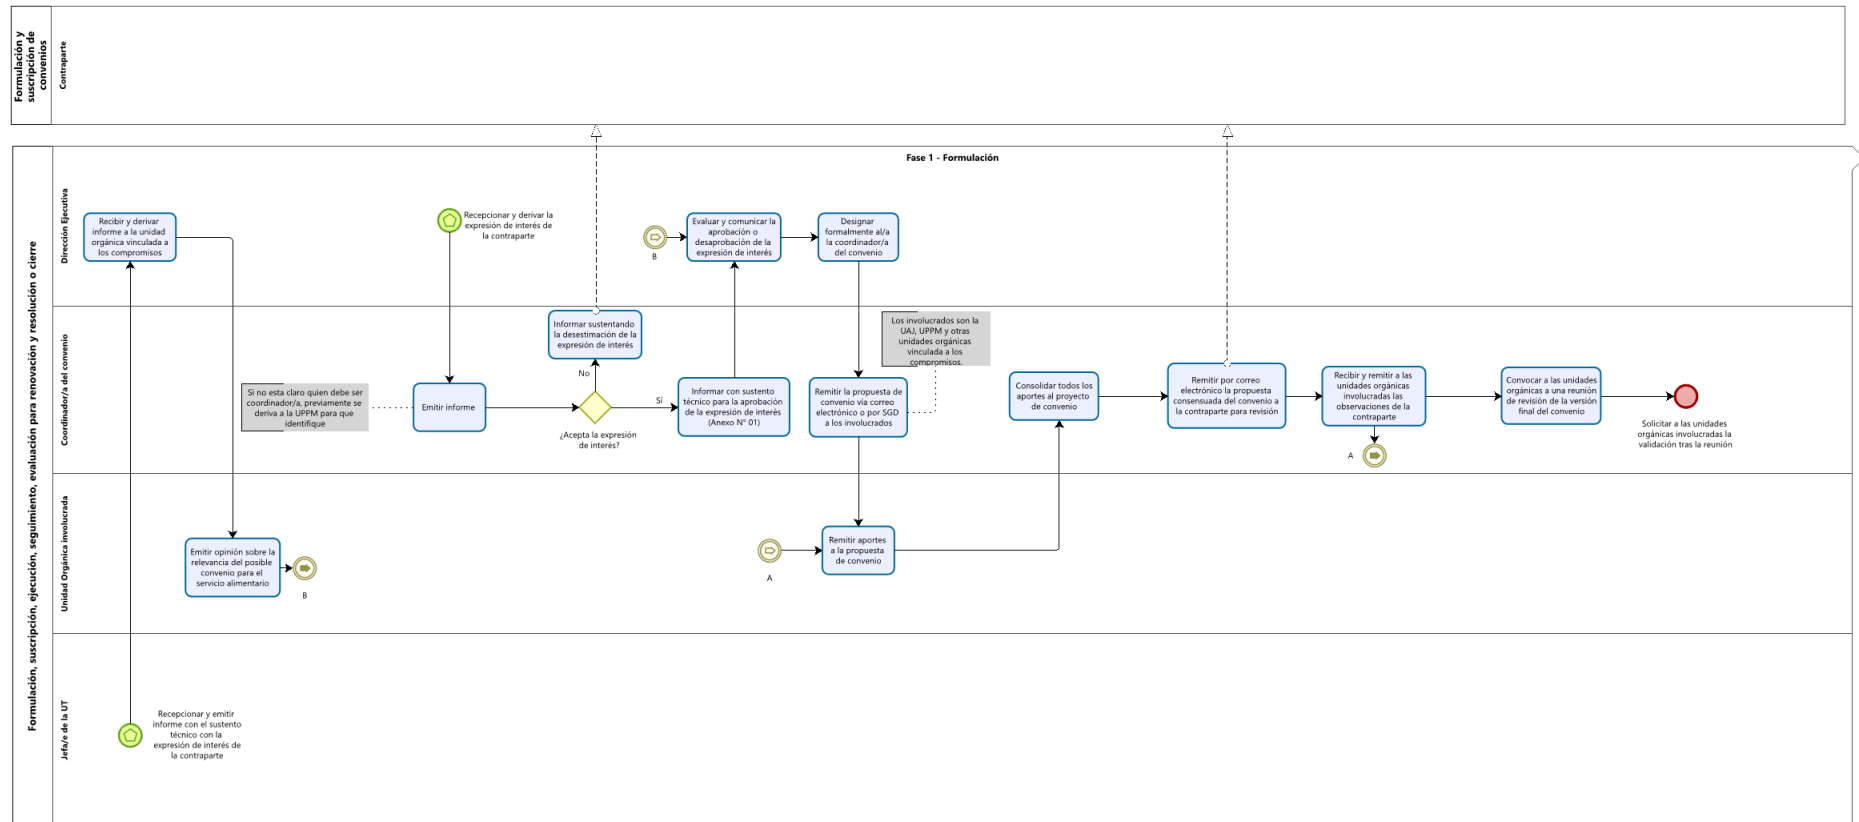 Formulación y
suscripción de
convenios
Contraparte
Formulación, suscripción, ejecución, seguimiento, evaluación para renovación y resolución o cierre
Fase 1 - Formulación
Dirección Ejecutiva
Recibir y derivar
informe a la unidad
orgánica vinculada a
los compromisos
Recepcionar y derivar la
expresión de interés de
la contraparte
B
Evaluar y comunicar la
aprobación o
desaprobación de la
expresión de interés
Designar
formalmente al/a
la coordinador/a
del convenio
Coordinador/a del convenio
Si no esta claro quien debe ser
coordinador/a, previamente se
deriva a la UPPM para que
identifique
Emitir informe
Informar sustentando
la desestimación de la
expresión de interés
No
¿Acepta la expresión
de interés?
Sí
Informar con sustento
técnico para la aprobación
de la expresión de interés
(Anexo N° 01)
Los involucrados son la
UAJ, UPPM y otras
unidades orgánicas
vinculada a los
compromisos.
Remitir la propuesta de
convenio vía correo
electrónico o por SGD
a los involucrados
Consolidar todos los
aportes al proyecto
de convenio
Remitir por correo
electrónico la propuesta
consensuada del convenio a
la contraparte para revisión
Recibir y remitir a las
unidades orgánicas
involucradas las
observaciones de la
contraparte
A
Convocar a las unidades
orgánicas a una reunión
de revisión de la versión
final del convenio
Solicitar a las unidades
orgánicas involucradas la
validación tras la reunión
Unidad Orgánica involucrada
Emitir opinión sobre la
relevancia del posible
convenio para el
servicio alimentario
B
A
Remitir aportes
a la propuesta
de convenio
Jefa/e de la UT
Recepcionar y emitir
informe con el sustento
técnico con la
expresión de interés de
la contraparte